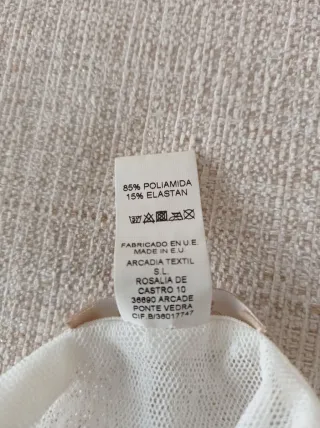 85% POLIAMIDA
15% ELASTAN
FABRICADO EN U.E.
MADE IN E.U.
ARCADIA TEXTIL
S.L.
ROSALIA DE
CASTRO 10
36690 ARCADE
PONTE VEDRA
CIF.B/36017747